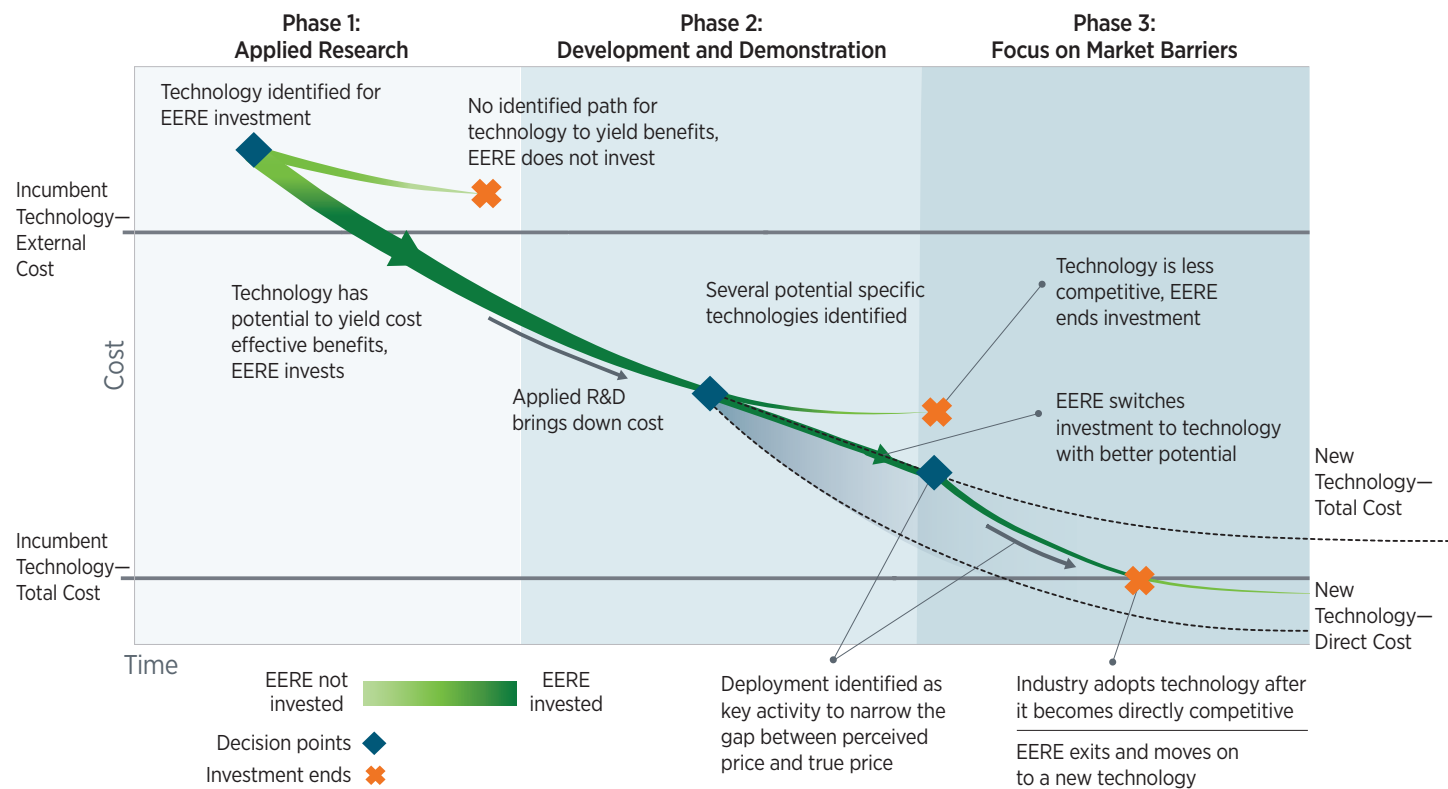 Phase 1:
Applied Research
Phase 2:
Development and Demonstration
Phase 3:
Focus on Market Barriers
Technology identified for
EERE investment
No identified path for
technology to yield benefits,
EERE does not invest
Incumbent
Technology—
External
Cost
Technology has
potential to yield cost
effective benefits,
EERE invests
Several potential specific
technologies identified
Technology is less
competitive, EERE
ends investment
Cost
Applied R&D
brings down cost
EERE switches
investment to technology
with better potential
New
Technology—
Total Cost
Incumbent
Technology—
Total Cost
New
Technology—
Direct Cost
Time
EERE not
invested
EERE
invested
Decision points
Investment ends
Deployment identified as
key activity to narrow the
gap between perceived
price and true price
Industry adopts technology after
it becomes directly competitive
EERE exits and moves on
to a new technology